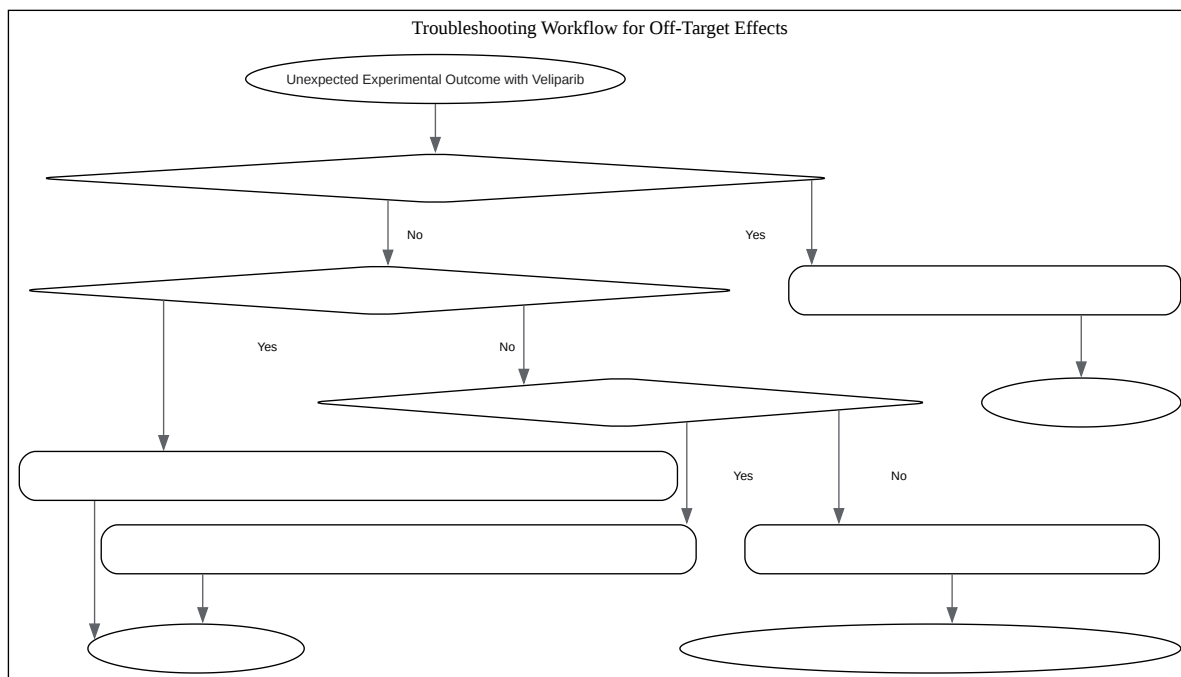 Troubleshooting Workflow for Off-Target Effects
Unexpected Experimental Outcome with Veliparib
No
Yes
Yes
No
Yes
No